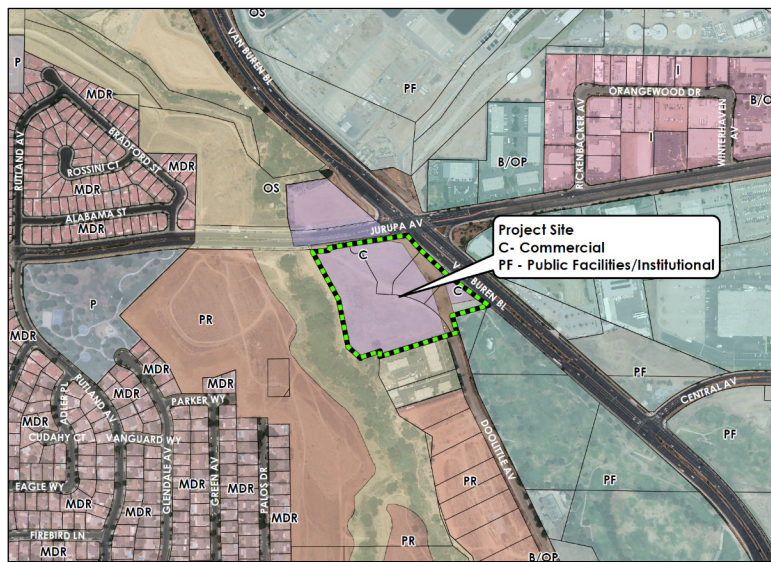 OS
VAN BUREN BL
P
MDR
PF
I
ORANGEWOOD DR
B/OP
RUTLAND AV
BRADFORD ST
RICKENBACKER AV
WINTERHAVEN AV
ROSSINI CT
MDR
MDR
MDR
I
B/OP
OS
ALABAMA ST
MDR
JURUPA AV
Project Site
C- Commercial
PF - Public Facilities/Institutional
C
P
VAN BUREN BL
C
PR
PF
MDR
ADLER PL
RUTLAND AV
MDR
PARKER WY
MDR
CENTRAL AV
MDR
CUDAHY CT
VANGUARD WY
MDR
GLENDALE AV
GREEN AV
PALOS DR
DOOLITTLE AV
PF
PF
MDR
MDR
PR
EAGLE WY
FIREBIRD LN
MDR
PR
B/OP